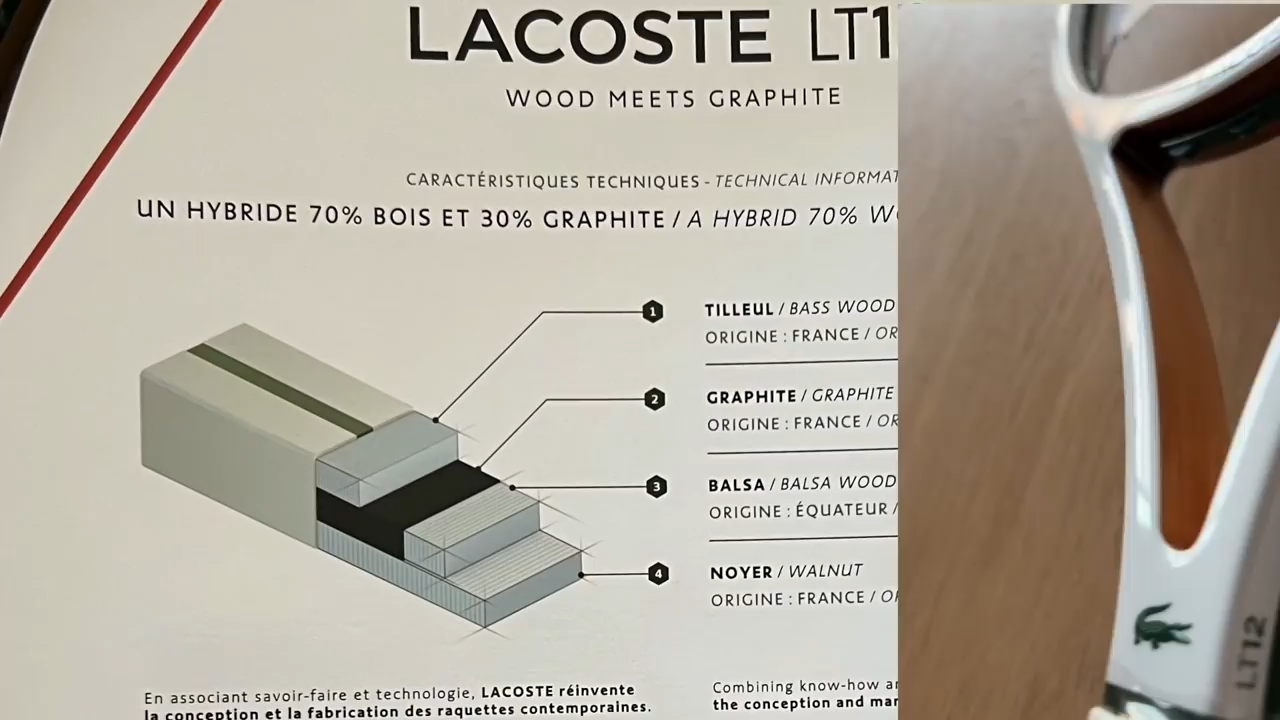 LACOSTE LT1
WOOD MEETS GRAPHITE
CARACTÉRISTIQUES TECHNIQUES - TECHNICAL INFORMAT
UN HYBRIDE 70% BOIS ET 30% GRAPHITE / A HYBRID 70% W
1 TILLEUL / BASS WOOD
ORIGINE : FRANCE / OR
2 GRAPHITE / GRAPHITE
ORIGINE : FRANCE / OR
3 BALSA / BALSA WOOD
ORIGINE : ÉQUATEUR /
4 NOYER / WALNUT
ORIGINE : FRANCE / OR
En associant savoir-faire et technologie, LACOSTE réinvente
la conception et la fabrication des raquettes contemporaines.
Combining know-how an
the conception and man
LT12